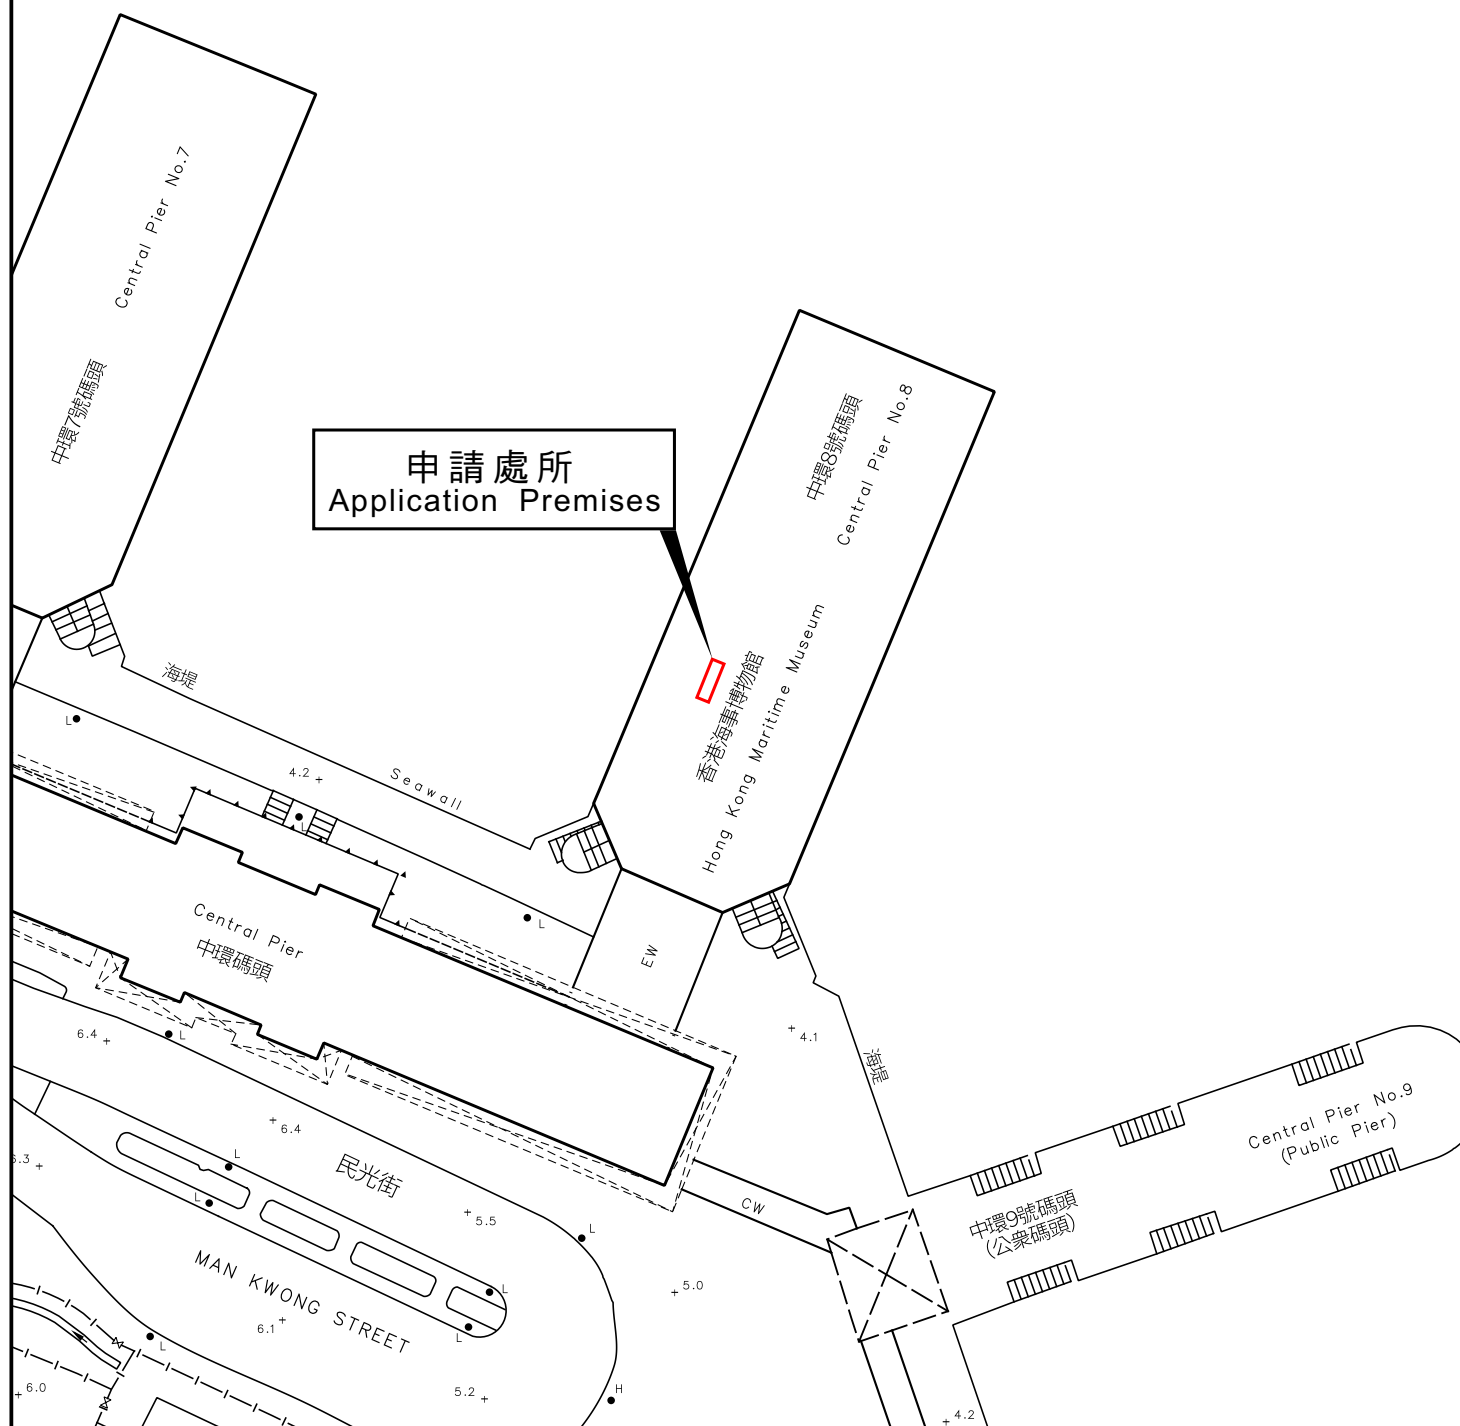 Central Pier No.7
中環7號碼頭
中環8號碼頭
Central Pier No.8
申請處所
Application Premises
香港海事博物館
Hong Kong Maritime Museum
海堤
L
4.2
Seawall
L
L
Central Pier
中環碼頭
EW
6.4
L
4.1
海堤
6.4
L
L
民光街
5.5
L
CW
Central Pier No.9
(Public Pier)
中環9號碼頭
(公眾碼頭)
MAN KWONG STREET
5.0
L
L
6.1
L
6.0
5.2
H
4.2